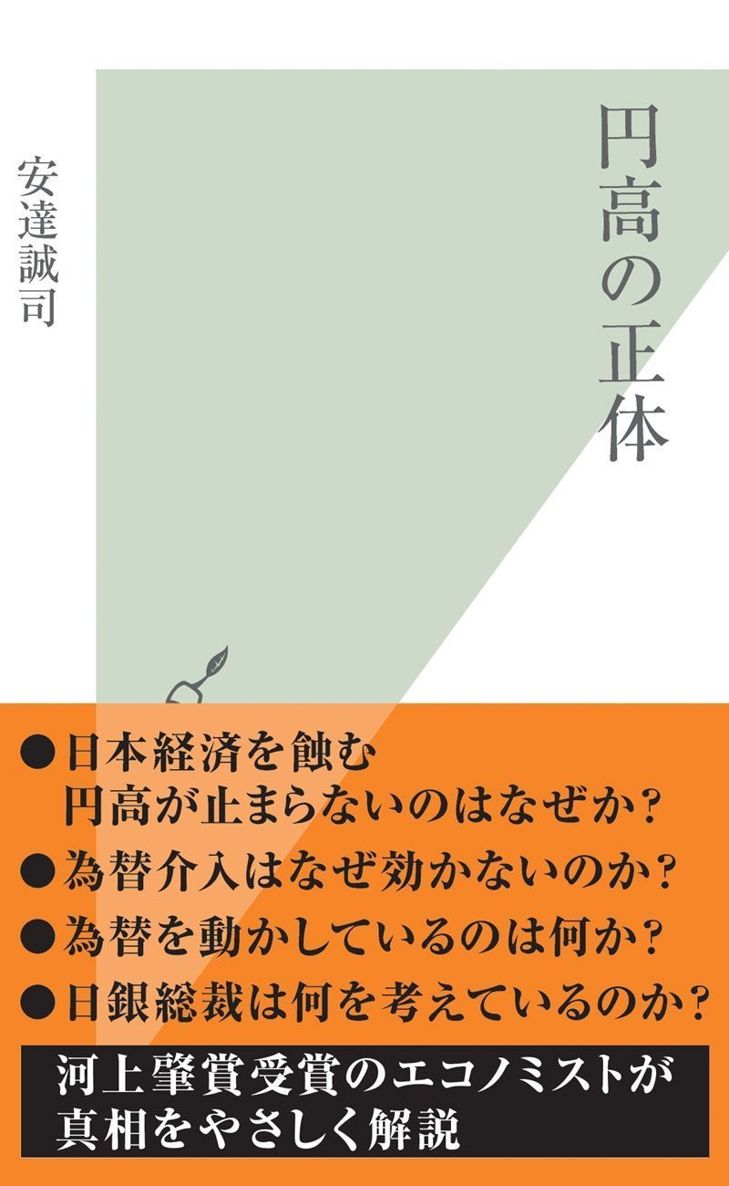 円高の正体
安達誠司
●日本経済を蝕む
円高が止まらないのはなぜか？
●為替介入はなぜ効かないのか？
●為替を動かしているのは何か？
●日銀総裁は何を考えているのか？
河上肇賞受賞のエコノミストが
真相をやさしく解説